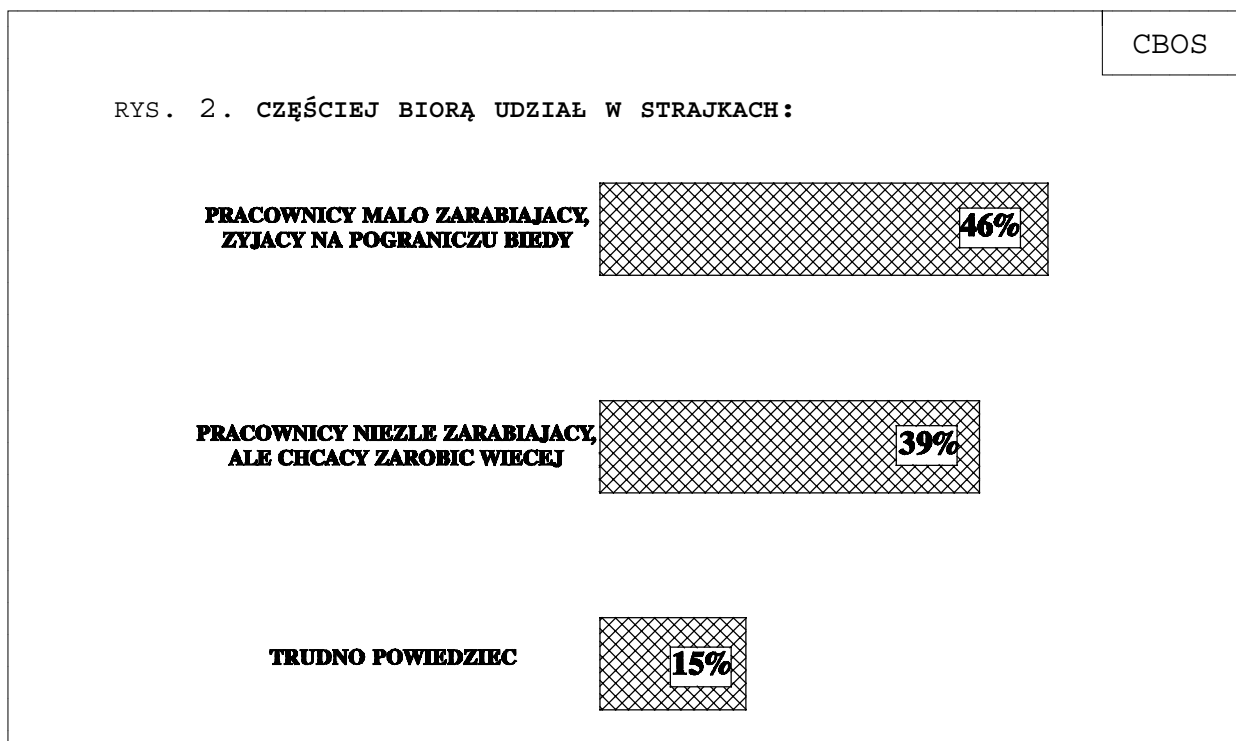 CBOS
RYS. 2. CZĘŚCIEJ BIORĄ UDZIAŁ W STRAJKACH:
PRACOWNICY MALO ZARABIAJACY,
ZYJACY NA POGRANICZU BIEDY
46%
PRACOWNICY NIEZLE ZARABIAJACY,
ALE CHCACY ZAROBIC WIECEJ
39%
TRUDNO POWIEDZIEC
15%